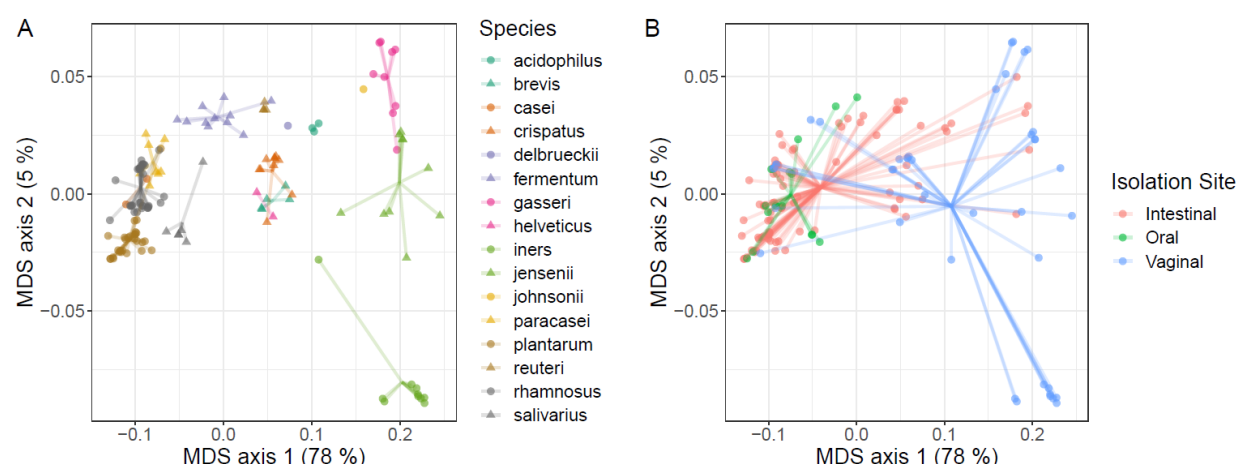 A
B
Species
acidophilus
brevis
casei
crispatus
delbrueckii
fermentum
gasseri
helveticus
iners
jensenii
johnsonii
paracasei
plantarum
reuteri
rhamnosus
salivarius
MDS axis 2 (5 %)
0.05
0.00
−0.05
−0.1 0.0 0.1 0.2
MDS axis 1 (78 %)
MDS axis 2 (5 %)
0.05
0.00
−0.05
−0.1 0.0 0.1 0.2
MDS axis 1 (78 %)
Isolation Site
Intestinal
Oral
Vaginal